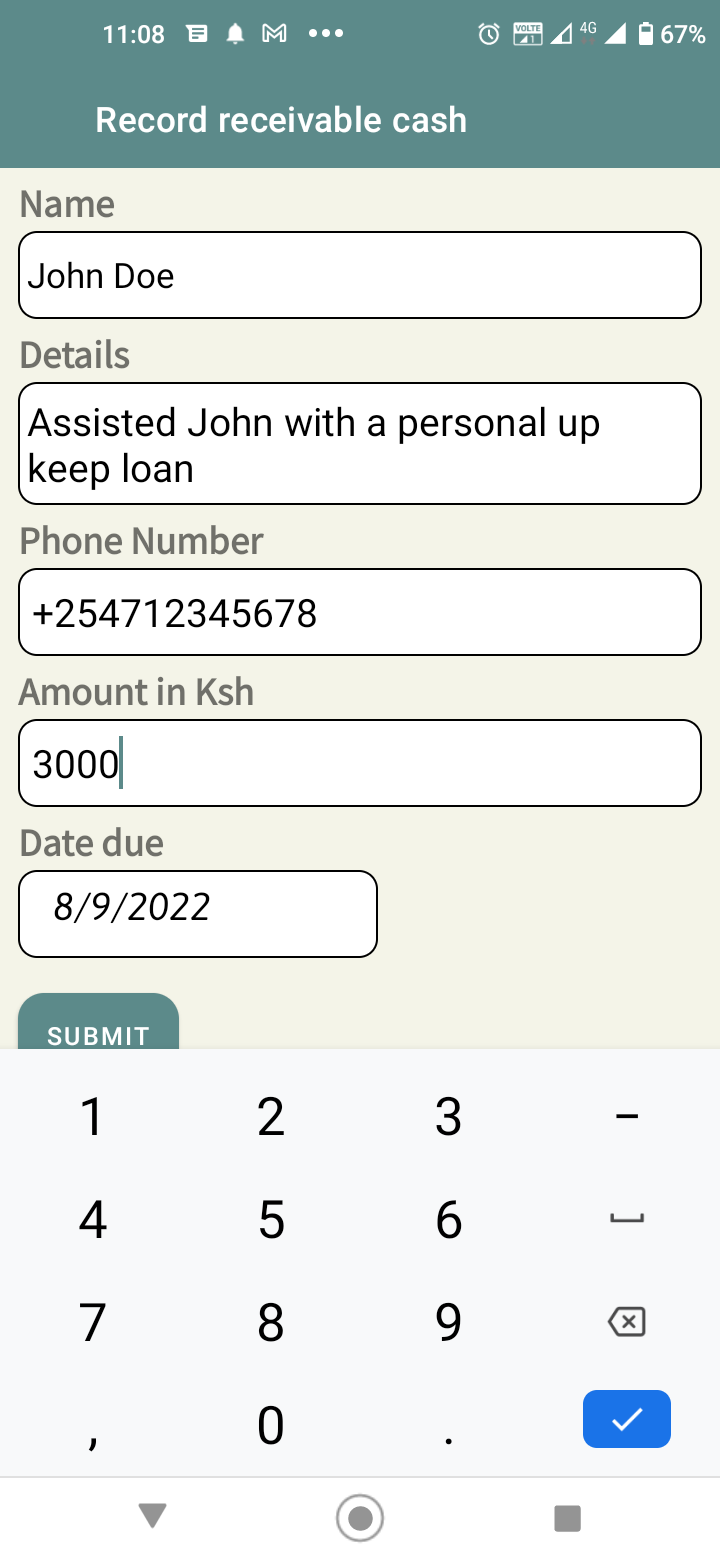 11:08 VOLTE 1 4G 67%
Record receivable cash
Name
John Doe
Details
Assisted John with a personal up
keep loan
Phone Number
+254712345678
Amount in Ksh
3000
Date due
8/9/2022
SUBMIT
1 2 3 –
4 5 6
7 8 9
, 0 .